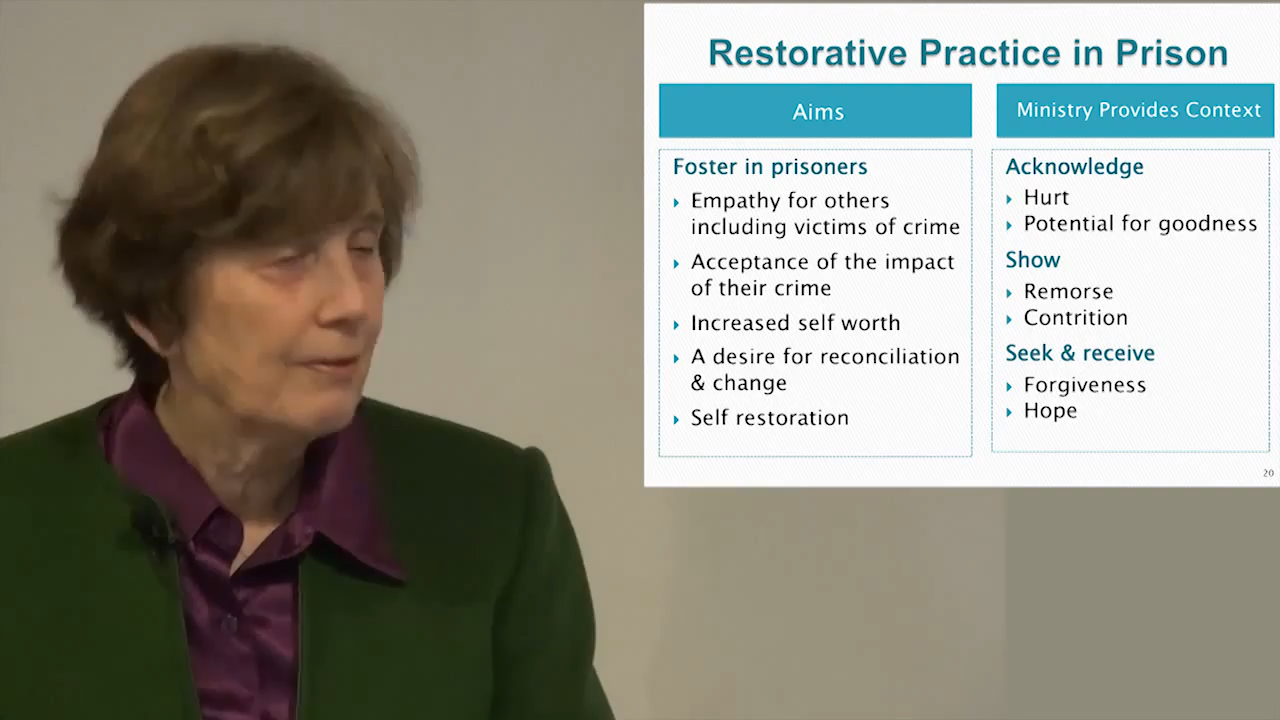 Restorative Practice in Prison
Aims
Foster in prisoners
Empathy for others
including victims of crime
Acceptance of the impact
of their crime
Increased self worth
A desire for reconciliation
& change
Self restoration
Ministry Provides Context
Acknowledge
Hurt
Potential for goodness
Show
Remorse
Contrition
Seek & receive
Forgiveness
Hope
20